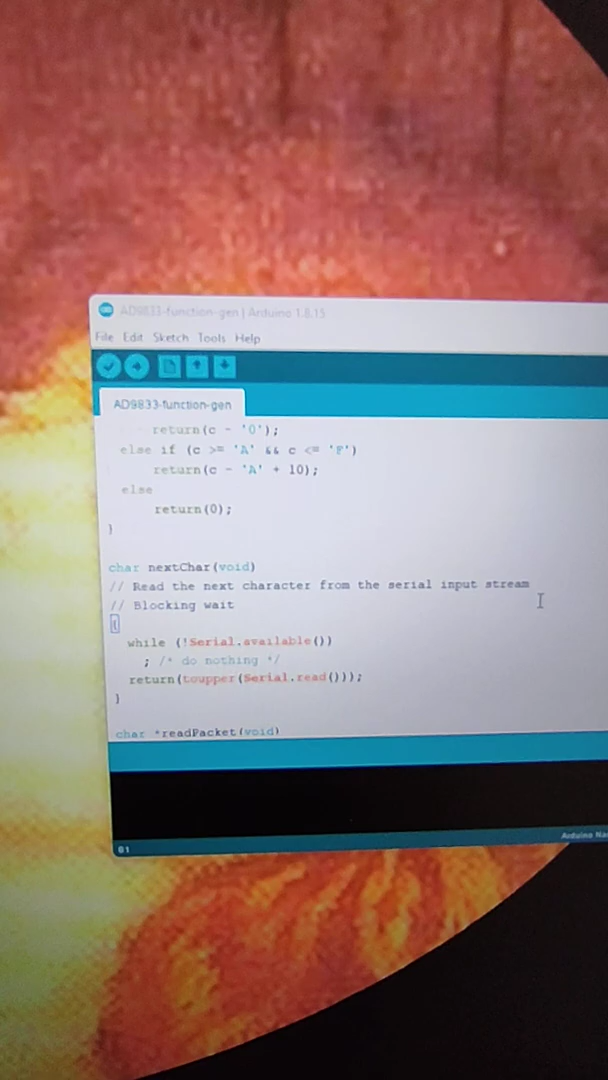 AD9833-function-gen | Arduino 1.8.15
File Edit Sketch Tools Help
AD9833-function-gen
return(c - '0');
else if (c >= 'A' && c <= 'F')
return(c - 'A' + 10);
else
return(0);
}
char nextChar(void)
// Read the next character from the serial input stream
// Blocking wait
{
while (!Serial.available())
; /* do nothing */
return(toupper(Serial.read()));
}
char *readPacket(void)
81
Arduino